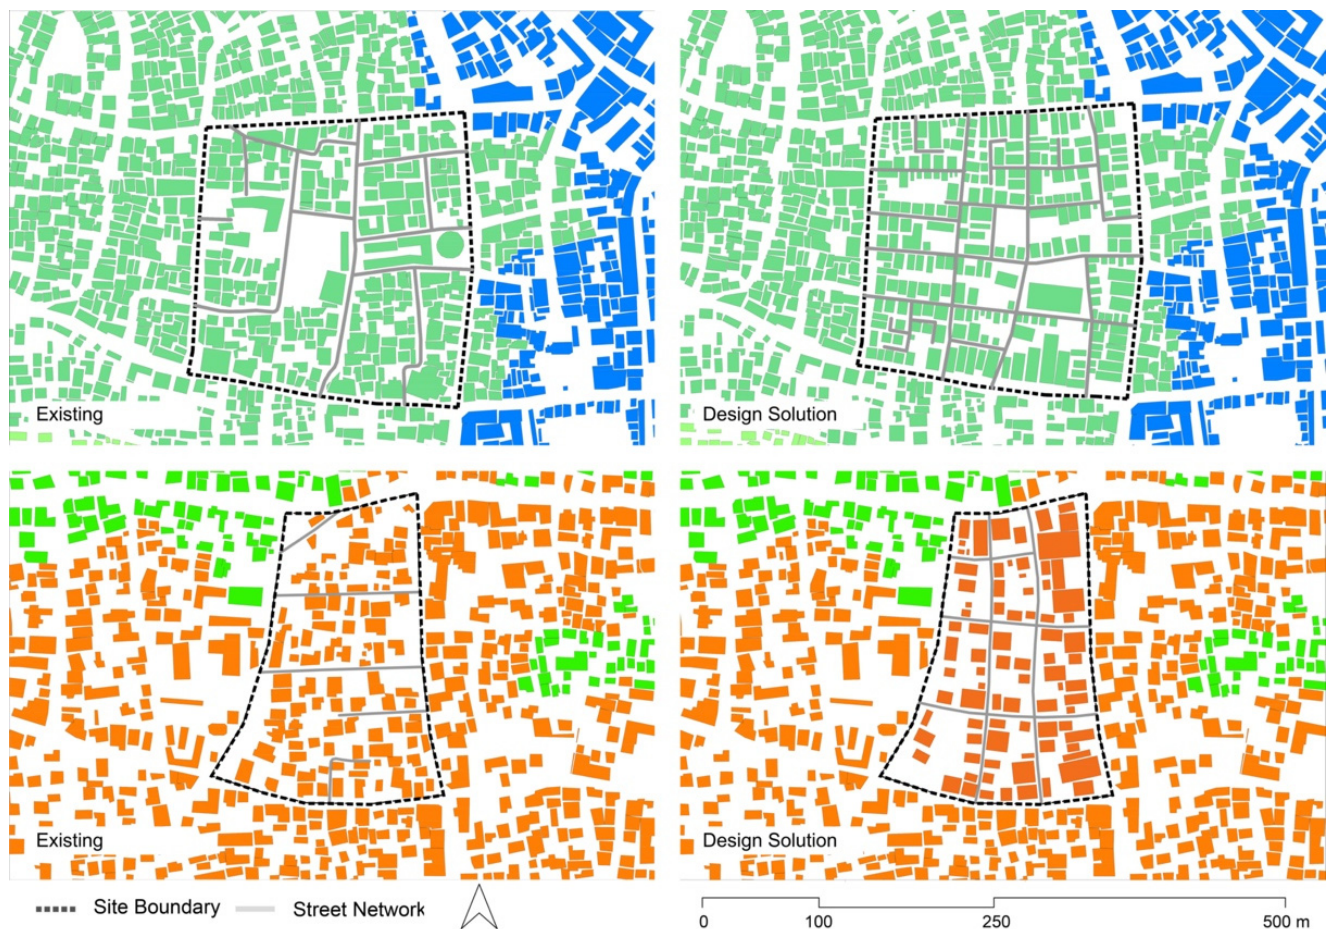 Existing
Design Solution
Existing
Design Solution
Site Boundary
Street Network
0
100
250
500 m